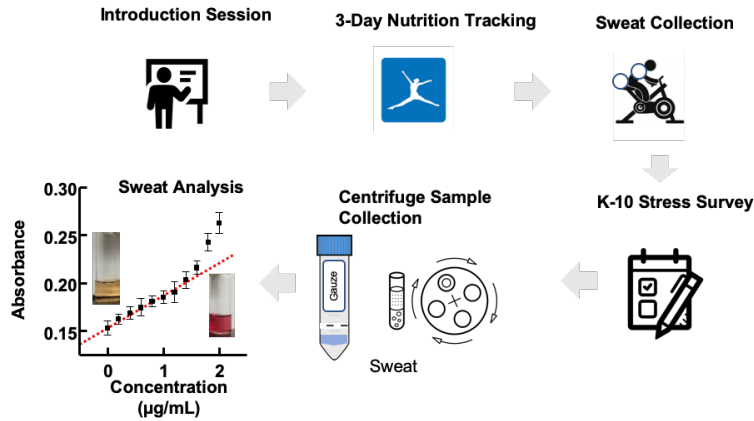 Introduction Session
3-Day Nutrition Tracking
Sweat Collection
K-10 Stress Survey
Centrifuge Sample
Collection
Gauze
Sweat
Sweat Analysis
Absorbance
0.30
0.25
0.20
0.15
0 1 2
Concentration
(µg/mL)